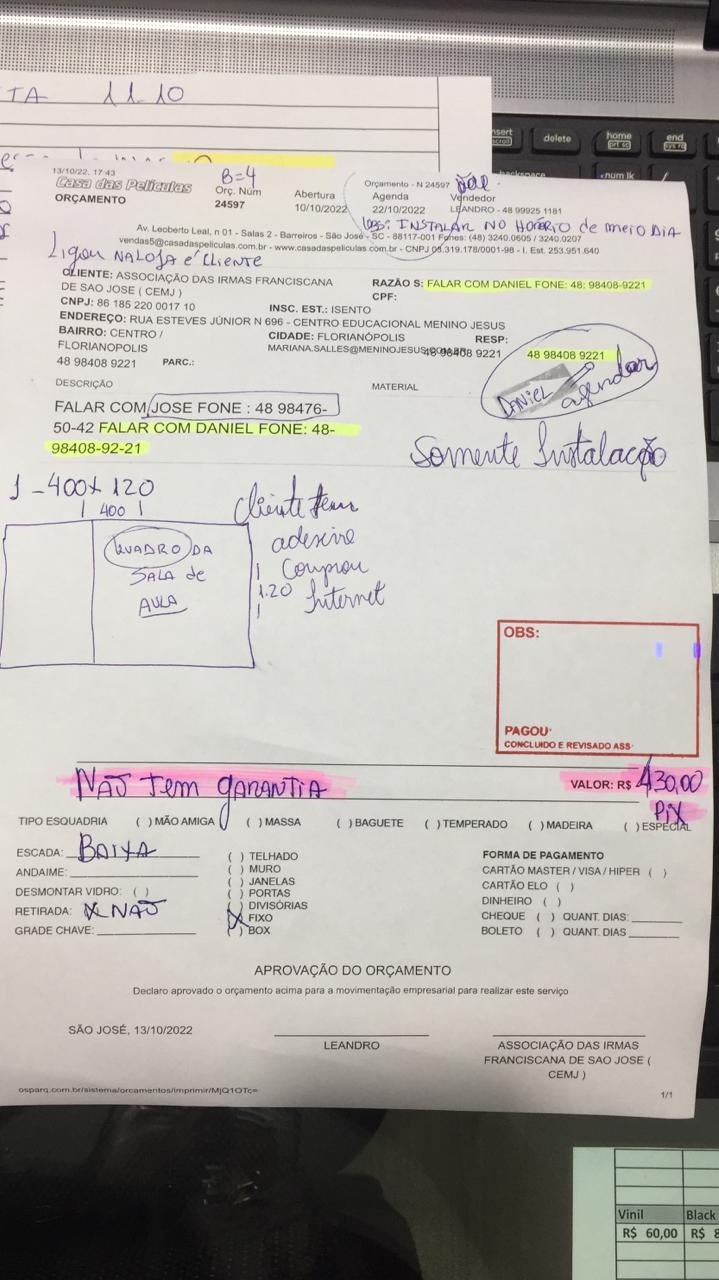 TA 11.10
insert
delete
home
end
backspace
num lk
13/10/22, 17:43
Casa das Películas
ORÇAMENTO
B=4
Orç. Núm
24597
Abertura
10/10/2022
Orçamento - N 24597
Agenda
22/10/2022
Vendedor
LEANDRO - 48 99925 1181
OBS: INSTALAR NO HORÁRIO de meio DIA
Av. Leoberto Leal, n 01 - Salas 2 - Barreiros - São José - SC - 88117-001 Fones: (48) 3240.0605 / 3240.0207
vendas5@casadaspeliculas.com.br - www.casadaspeliculas.com.br - CNPJ 05.319.178/0001-98 - I. Est. 253.951.640
Ligou NA LOJA é CLIENTE
CLIENTE: ASSOCIAÇÃO DAS IRMAS FRANCISCANA
DE SAO JOSE ( CEMJ )
RAZÃO S: FALAR COM DANIEL FONE: 48: 98408-9221
CPF:
CNPJ: 86 185 220 0017 10
INSC. EST.: ISENTO
ENDEREÇO: RUA ESTEVES JÚNIOR N 696 - CENTRO EDUCACIONAL MENINO JESUS
BAIRRO: CENTRO /
FLORIANOPOLIS
CIDADE: FLORIANÓPOLIS
RESP:
48 98408 9221
PARC.:
48 98408 9221
DESCRIÇÃO
MATERIAL
DANIEL agendar
FALAR COM JOSE FONE : 48 98476-
50-42 FALAR COM DANIEL FONE: 48-
98408-92-21
Somente Instalação
1 - 400 x 120
400
QUADRO DA
SALA de
AULA
Cliente tem
adesivo
Comprou
1.20 Internet
OBS:
PAGOU
CONCLUIDO E REVISADO ASS
NÃO tem garantia
VALOR: R$ 430,00
PIX
TIPO ESQUADRIA ( ) MÃO AMIGA ( ) MASSA ( ) BAGUETE ( ) TEMPERADO ( ) MADEIRA ( ) ESPECIAL
ESCADA: BAIXA
ANDAIME:
DESMONTAR VIDRO: ( )
RETIRADA: X NÃO
GRADE CHAVE:
( ) TELHADO
( ) MURO
( ) JANELAS
( ) PORTAS
( ) DIVISÓRIAS
(X) FIXO
( ) BOX
FORMA DE PAGAMENTO
CARTÃO MASTER / VISA / HIPER ( )
CARTÃO ELO ( )
DINHEIRO ( )
CHEQUE ( ) QUANT. DIAS:
BOLETO ( ) QUANT. DIAS
APROVAÇÃO DO ORÇAMENTO
Declaro aprovado o orçamento acima para a movimentação empresarial para realizar este serviço
SÃO JOSÉ, 13/10/2022
LEANDRO
ASSOCIAÇÃO DAS IRMAS
FRANCISCANA DE SAO JOSE (
CEMJ )
osparq.com.br/sistema/orcamentos/imprimir/MjQ1OTc=
1/1
Vinil
Black
R$ 60,00
R$ 8